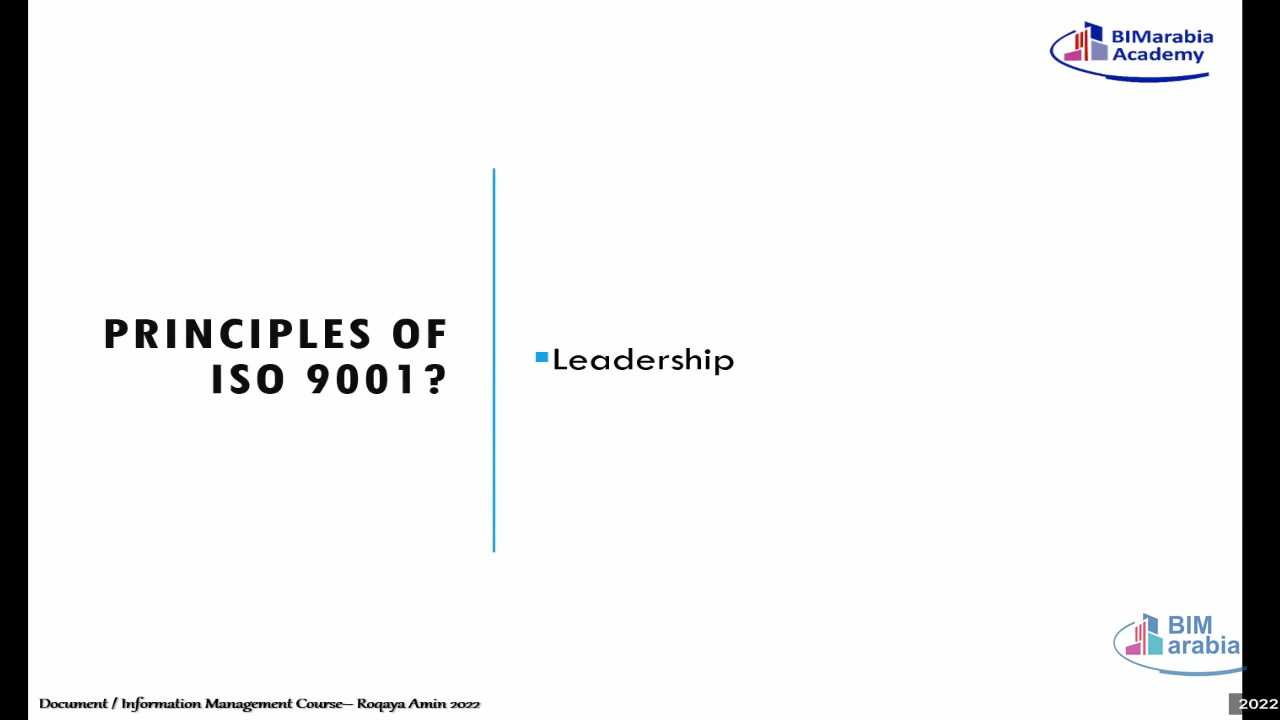 BIMarabia
Academy
PRINCIPLES OF
ISO 9001?
Leadership
BIM
arabia
Document / Information Management Course– Roqaya Amin 2022
2022